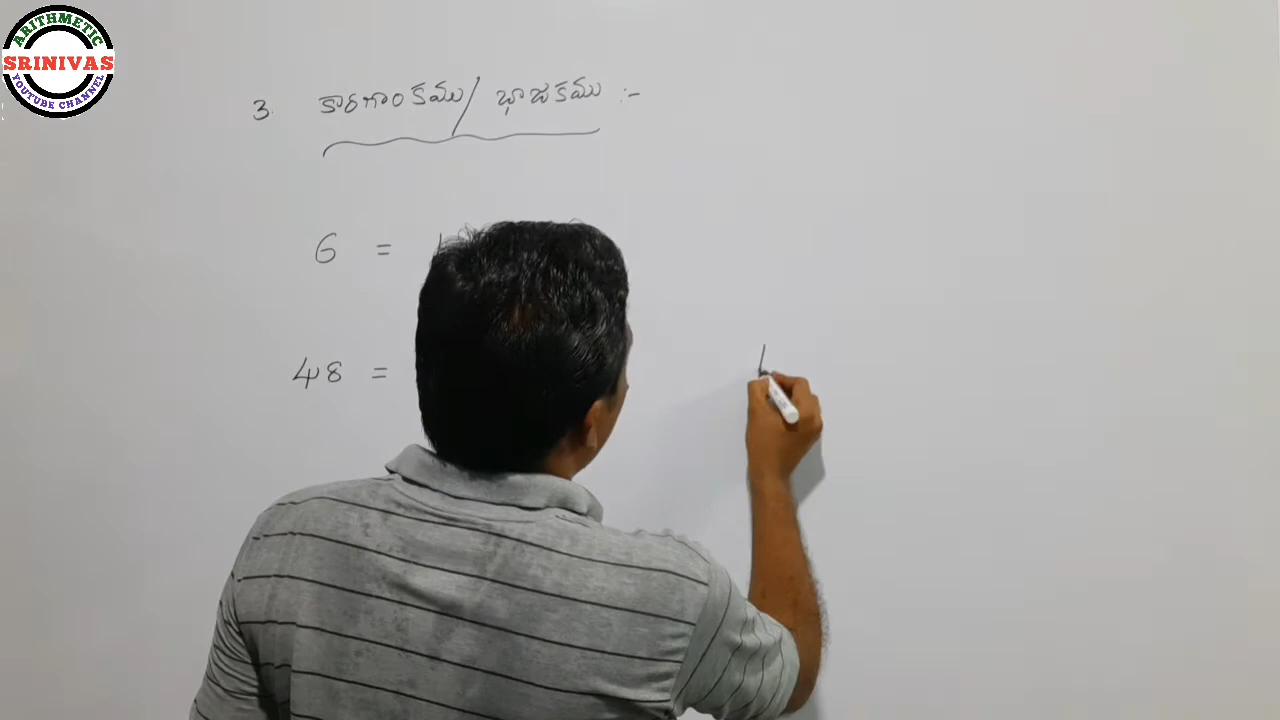 ARITHMETIC
SRINIVAS
YOUTUBE CHANNEL
3. కారణాంకము / భాజకము :-
6 =
48 =